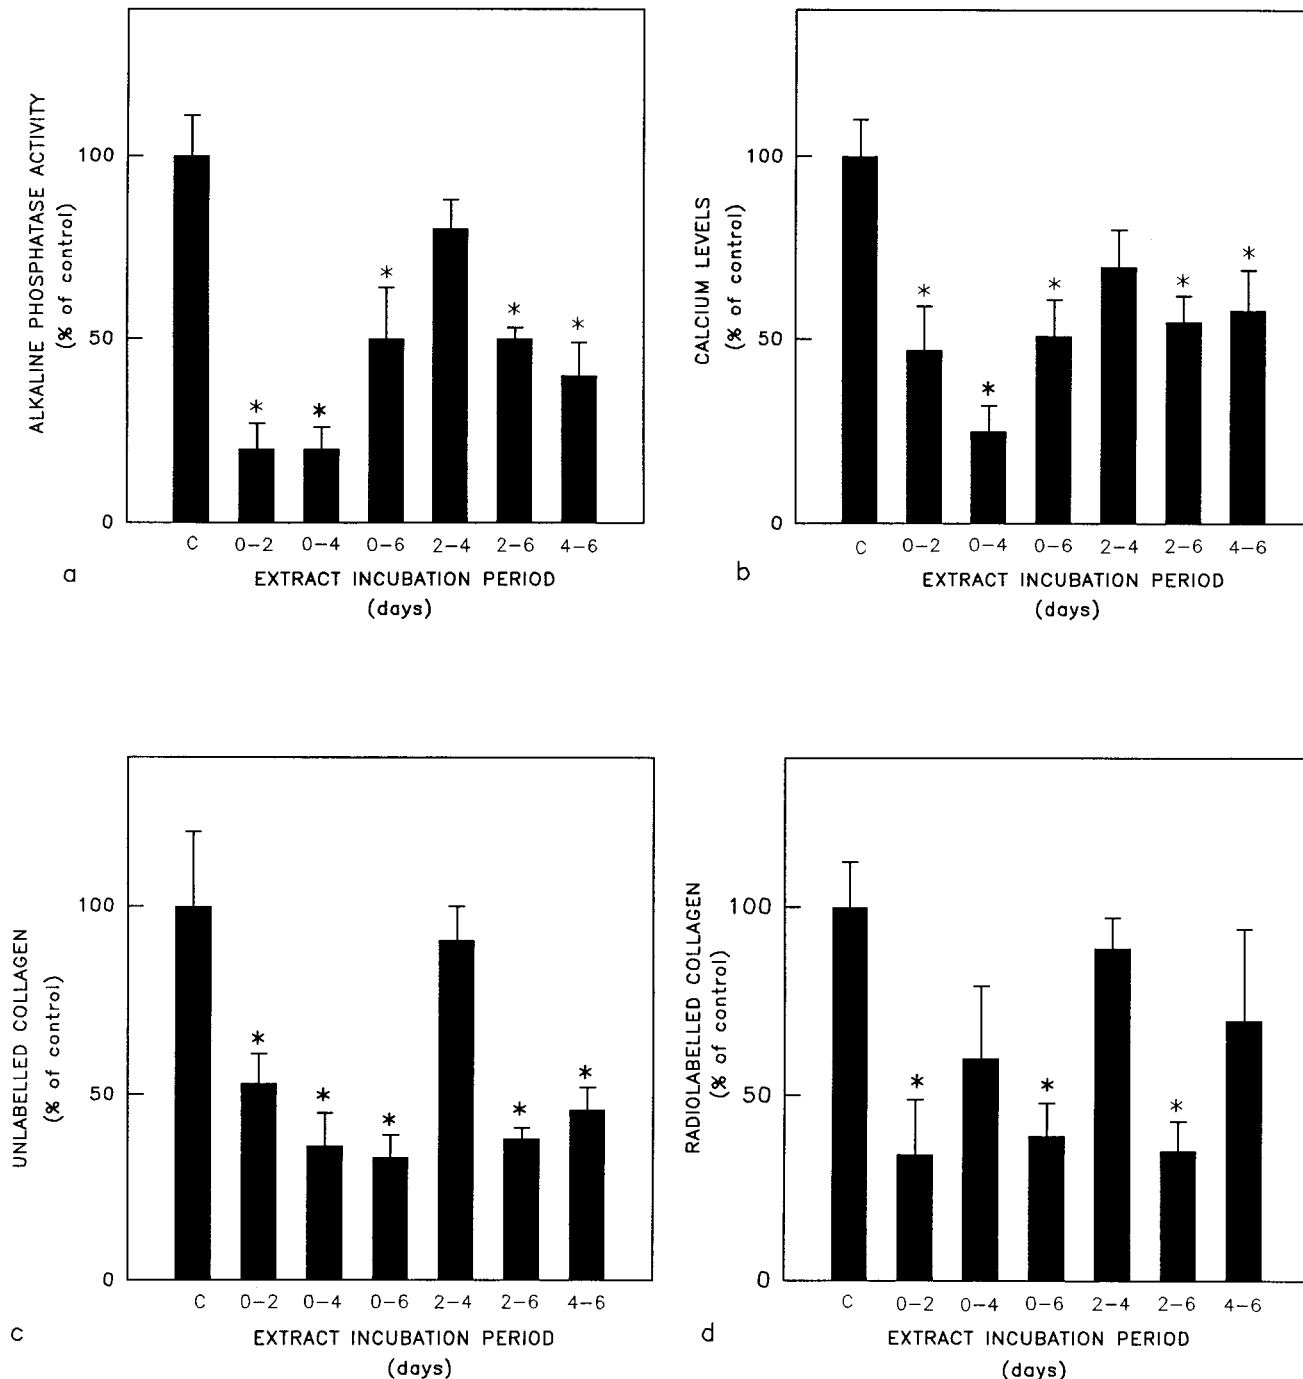 ALKALINE PHOSPHATASE ACTIVITY
(% of control)
100
50
0
*
*
*
*
*
*
C 0-2 0-4 0-6 2-4 2-6 4-6
EXTRACT INCUBATION PERIOD
(days)
a
CALCIUM LEVELS
(% of control)
100
50
0
*
*
*
*
*
C 0-2 0-4 0-6 2-4 2-6 4-6
EXTRACT INCUBATION PERIOD
(days)
b
UNLABELLED COLLAGEN
(% of control)
100
50
0
*
*
*
*
*
C 0-2 0-4 0-6 2-4 2-6 4-6
EXTRACT INCUBATION PERIOD
(days)
c
RADIOLABELLED COLLAGEN
(% of control)
100
50
0
*
*
*
C 0-2 0-4 0-6 2-4 2-6 4-6
EXTRACT INCUBATION PERIOD
(days)
d